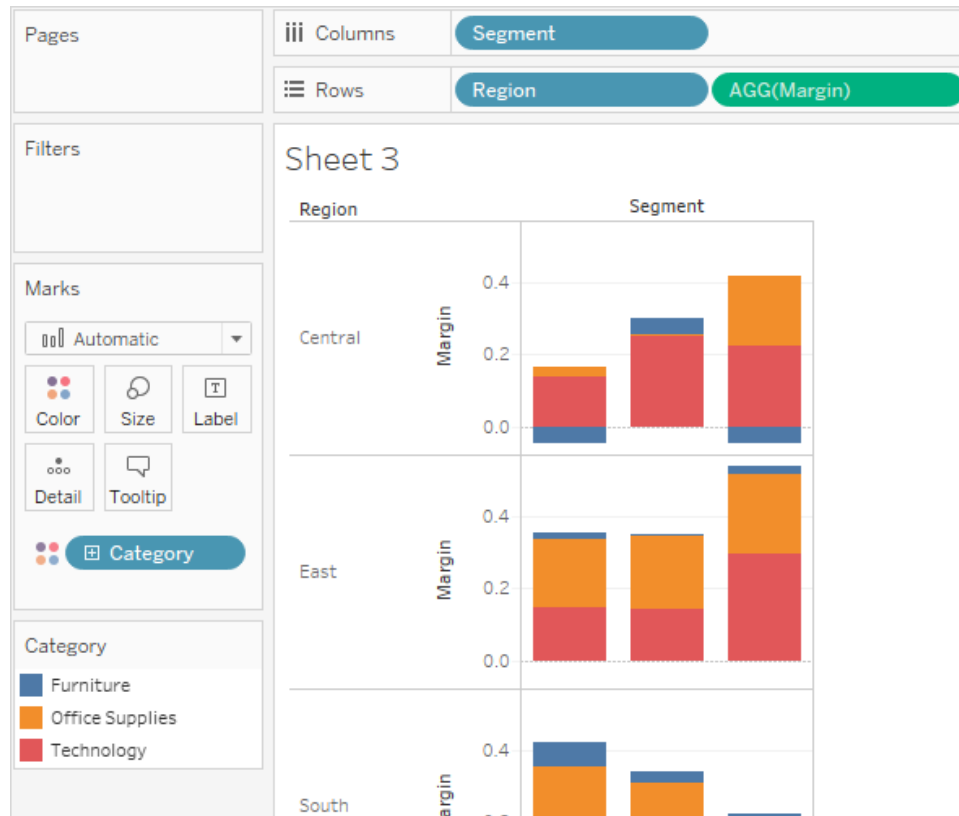 Pages
Columns
Segment
Rows
Region
AGG(Margin)
Filters
Sheet 3
Region
Segment
Marks
Automatic
Color
Size
T
Label
Detail
Tooltip
Category
Category
Furniture
Office Supplies
Technology
Central
Margin
0.4
0.2
0.0
East
Margin
0.4
0.2
0.0
South
0.4